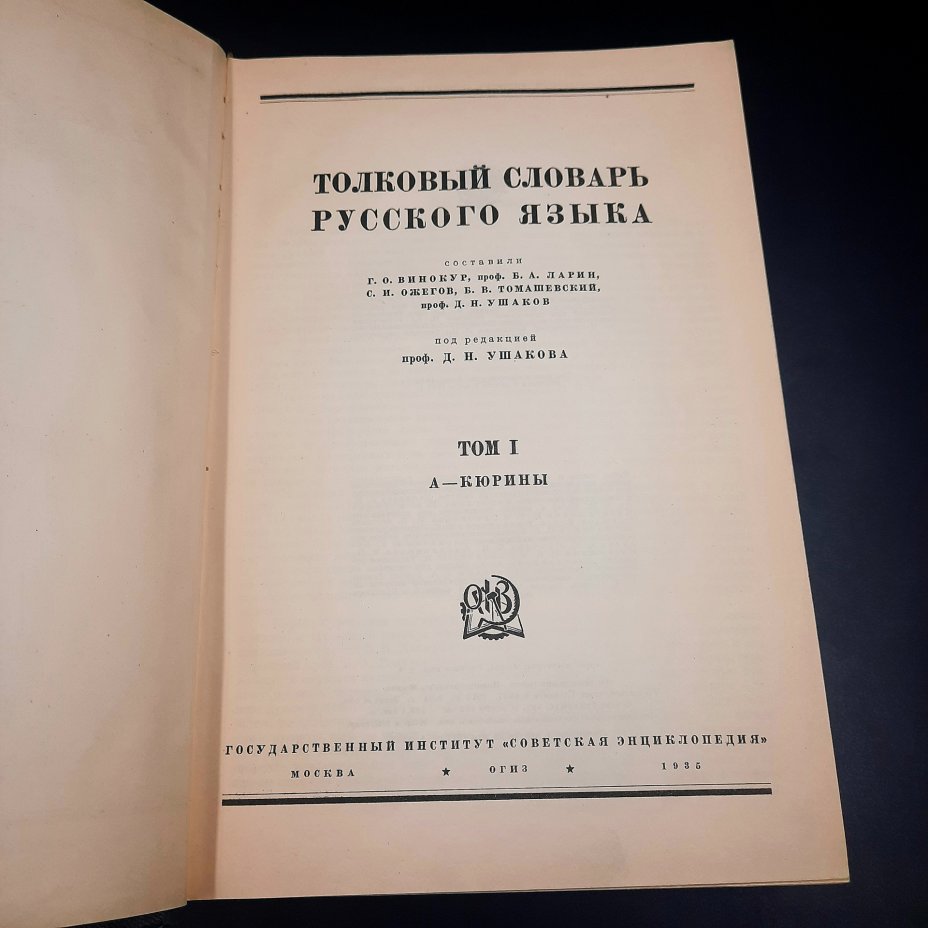 ТОЛКОВЫЙ СЛОВАРЬ
РУССКОГО ЯЗЫКА
составили
Г. О. ВИНОКУР, проф. Б. А. ЛАРИН,
С. И. ОЖЕГОВ, Б. В. ТОМАШЕВСКИЙ,
проф. Д. Н. УШАКОВ
под редакцией
проф. Д. Н. УШАКОВА
ТОМ I
А—КЮРИНЫ
ОГИЗ
ГОСУДАРСТВЕННЫЙ ИНСТИТУТ «СОВЕТСКАЯ ЭНЦИКЛОПЕДИЯ»
МОСКВА ★ ОГИЗ ★ 1935